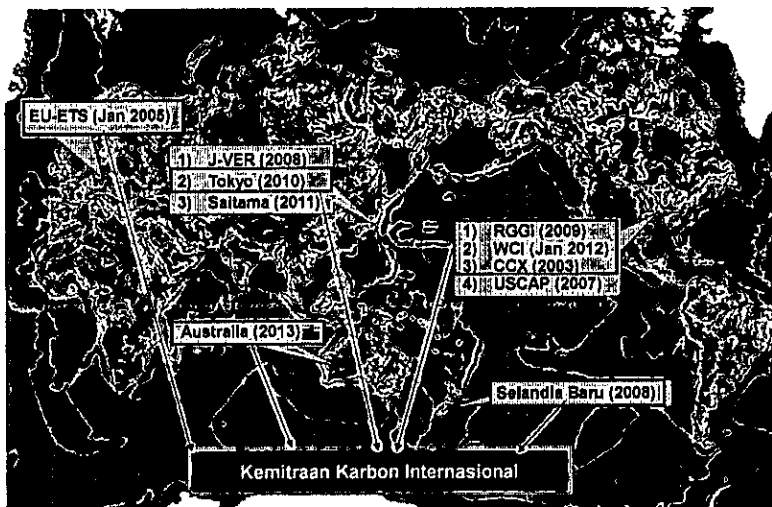 EU-ETS (Jan 2005)
1) J-VER (2008)
2) Tokyo (2010)
3) Saitama (2011)
1) RGGI (2009)
2) WCI (Jan 2012)
3) CCX (2003)
4) USCAP (2007)
Australia (2013)
Selandia Baru (2008)
Kemitraan Karbon Internasional